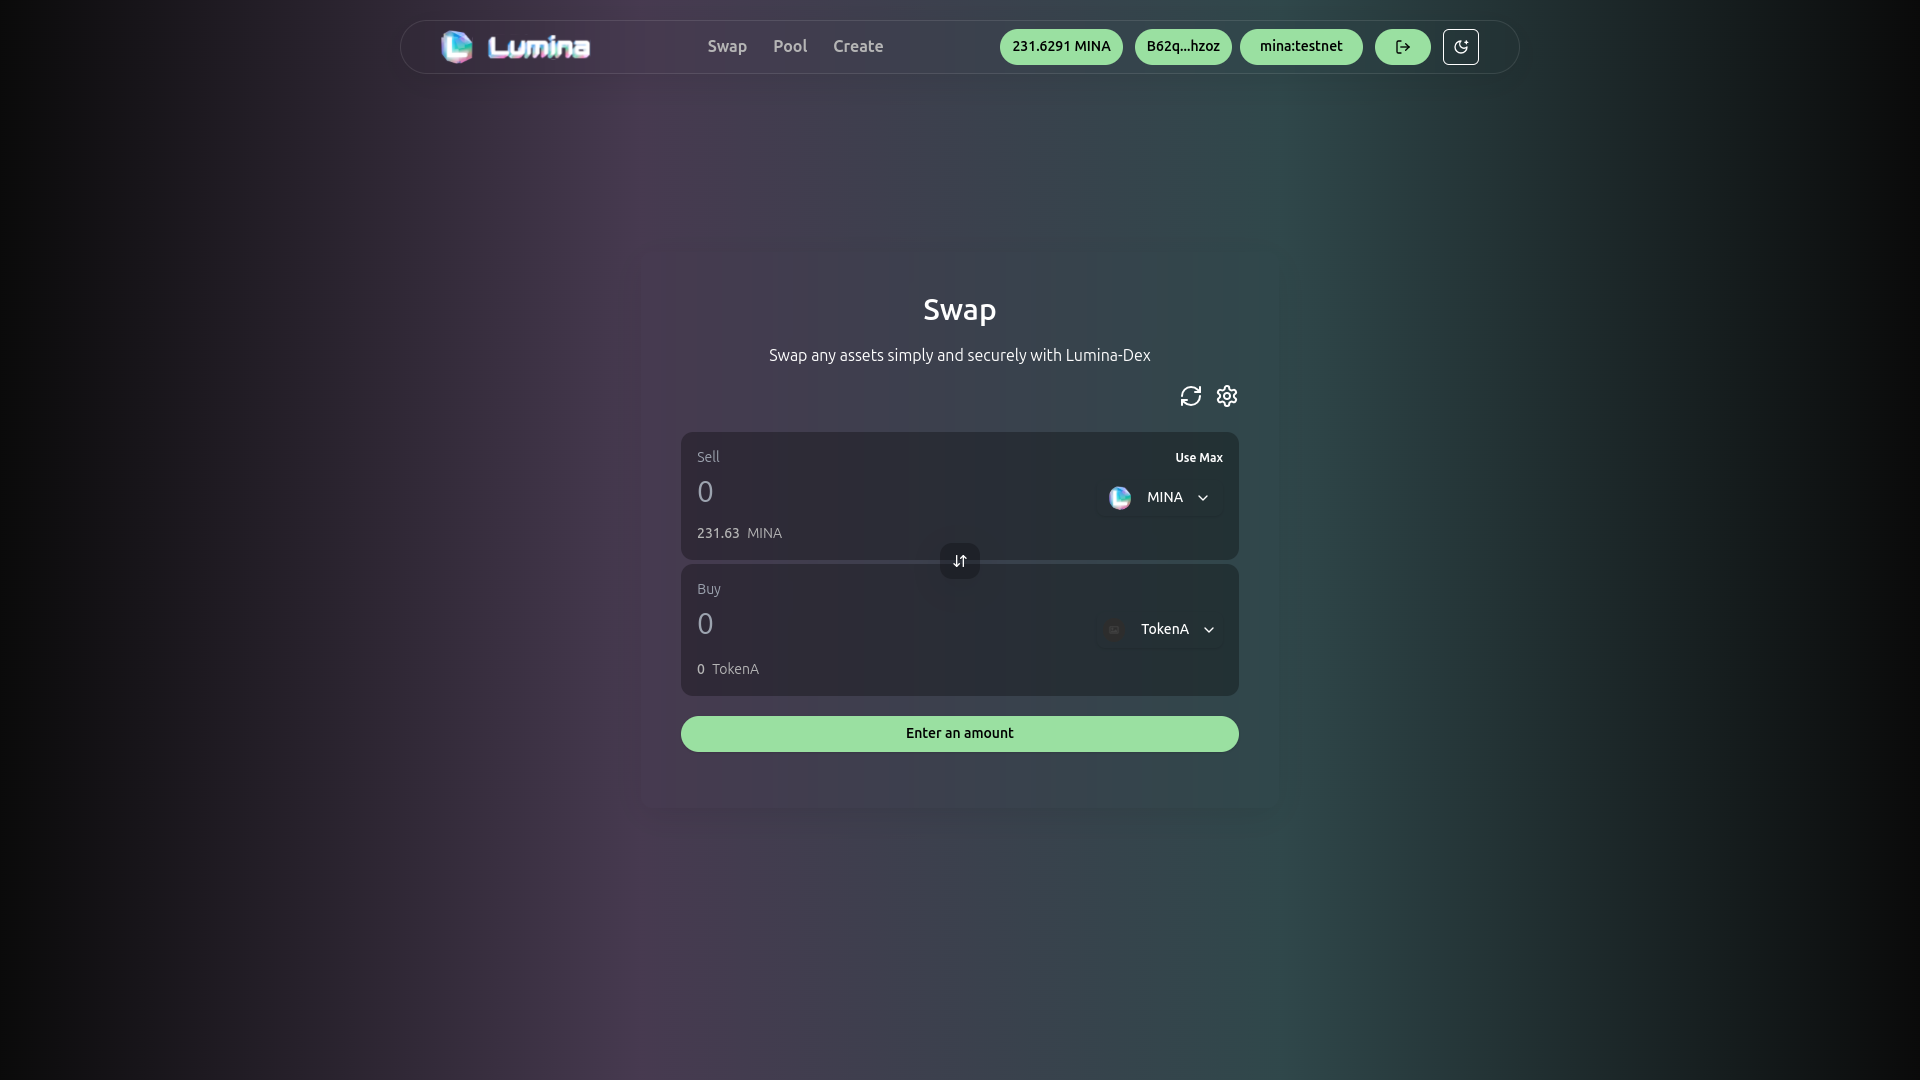 Lumina
Swap Pool Create
231.6291 MINA B62q...hzoz mina:testnet
Swap
Swap any assets simply and securely with Lumina-Dex
Sell Use Max
0 MINA
231.63 MINA
Buy
0 TokenA
0 TokenA
Enter an amount